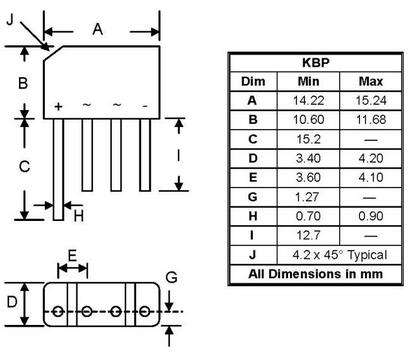 J
A
B
+ ~ ~ -
C
I
H
E
G
D
KBP
Dim Min Max
A 14.22 15.24
B 10.60 11.68
C 15.2 —
D 3.40 4.20
E 3.60 4.10
G 1.27 —
H 0.70 0.90
I 12.7 —
J 4.2 x 45° Typical
All Dimensions in mm